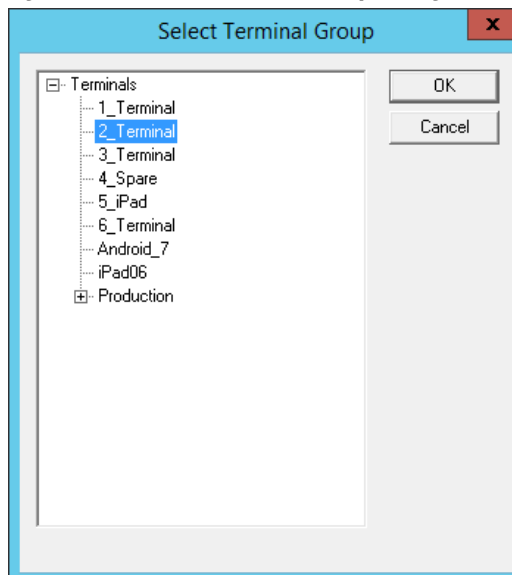 Select Terminal Group
x
Terminals
1_Terminal
2_Terminal
3_Terminal
4_Spare
5_iPad
6_Terminal
Android_7
iPad06
Production
OK
Cancel